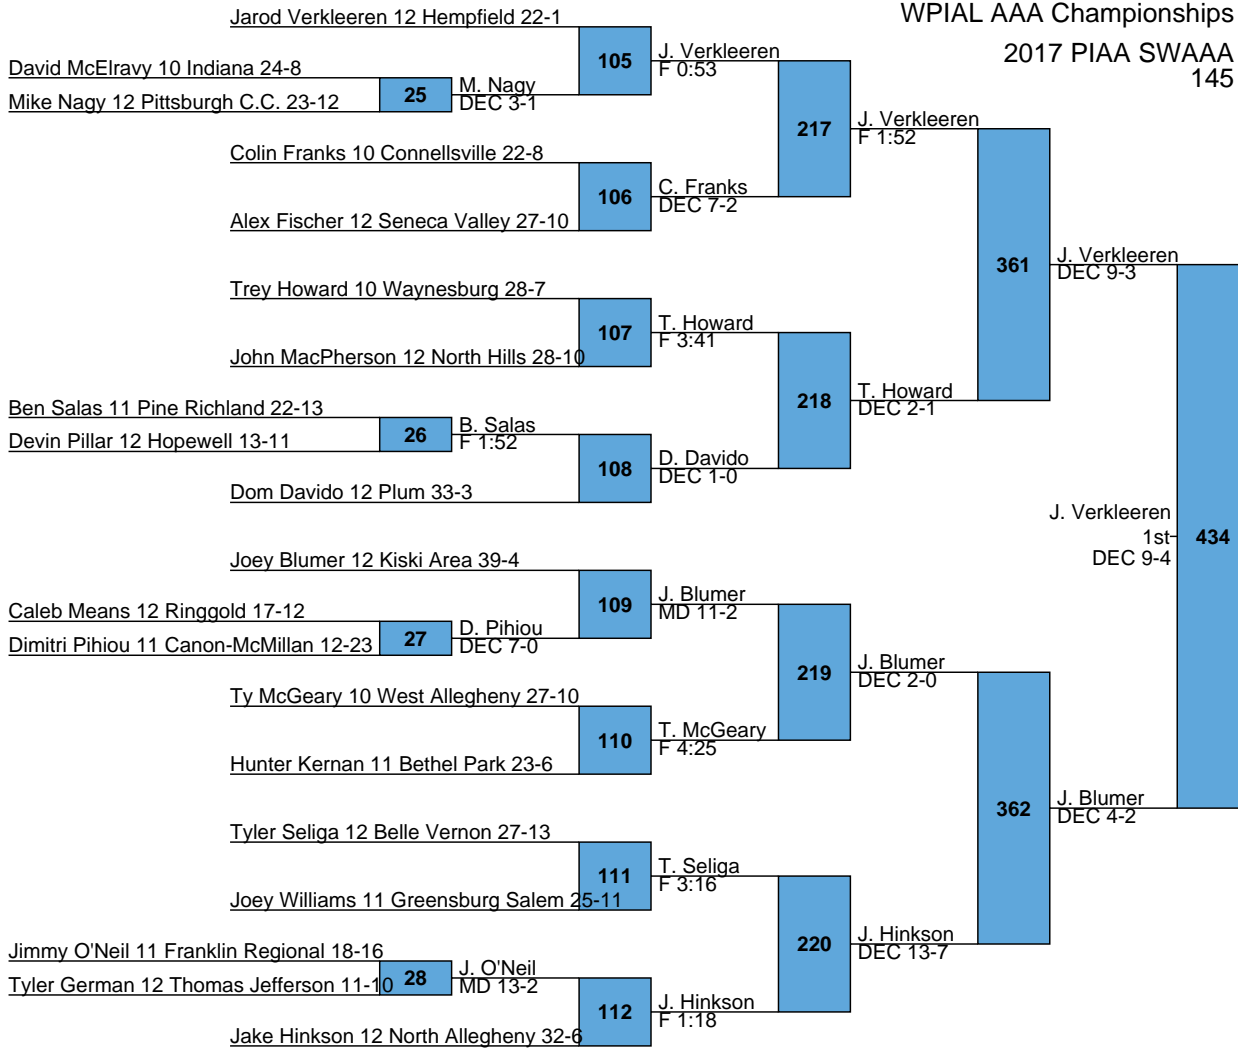 WPIAL AAA Championships
2017 PIAA SWAAA
145
Jarod Verkleeren 12 Hempfield 22-1
105
J. Verkleeren
F 0:53
David McElravy 10 Indiana 24-8
25
M. Nagy
DEC 3-1
Mike Nagy 12 Pittsburgh C.C. 23-12
217
J. Verkleeren
F 1:52
Colin Franks 10 Connellsville 22-8
106
C. Franks
DEC 7-2
Alex Fischer 12 Seneca Valley 27-10
361
J. Verkleeren
DEC 9-3
Trey Howard 10 Waynesburg 28-7
107
T. Howard
F 3:41
John MacPherson 12 North Hills 28-10
218
T. Howard
DEC 2-1
Ben Salas 11 Pine Richland 22-13
26
B. Salas
F 1:52
Devin Pillar 12 Hopewell 13-11
108
D. Davido
DEC 1-0
Dom Davido 12 Plum 33-3
J. Verkleeren
1st
DEC 9-4
434
Joey Blumer 12 Kiski Area 39-4
109
J. Blumer
MD 11-2
Caleb Means 12 Ringgold 17-12
27
D. Pihiou
DEC 7-0
Dimitri Pihiou 11 Canon-McMillan 12-23
219
J. Blumer
DEC 2-0
Ty McGeary 10 West Allegheny 27-10
110
T. McGeary
F 4:25
Hunter Kernan 11 Bethel Park 23-6
362
J. Blumer
DEC 4-2
Tyler Seliga 12 Belle Vernon 27-13
111
T. Seliga
F 3:16
Joey Williams 11 Greensburg Salem 25-11
220
J. Hinkson
DEC 13-7
Jimmy O'Neil 11 Franklin Regional 18-16
28
J. O'Neil
MD 13-2
Tyler German 12 Thomas Jefferson 11-10
112
J. Hinkson
F 1:18
Jake Hinkson 12 North Allegheny 32-6